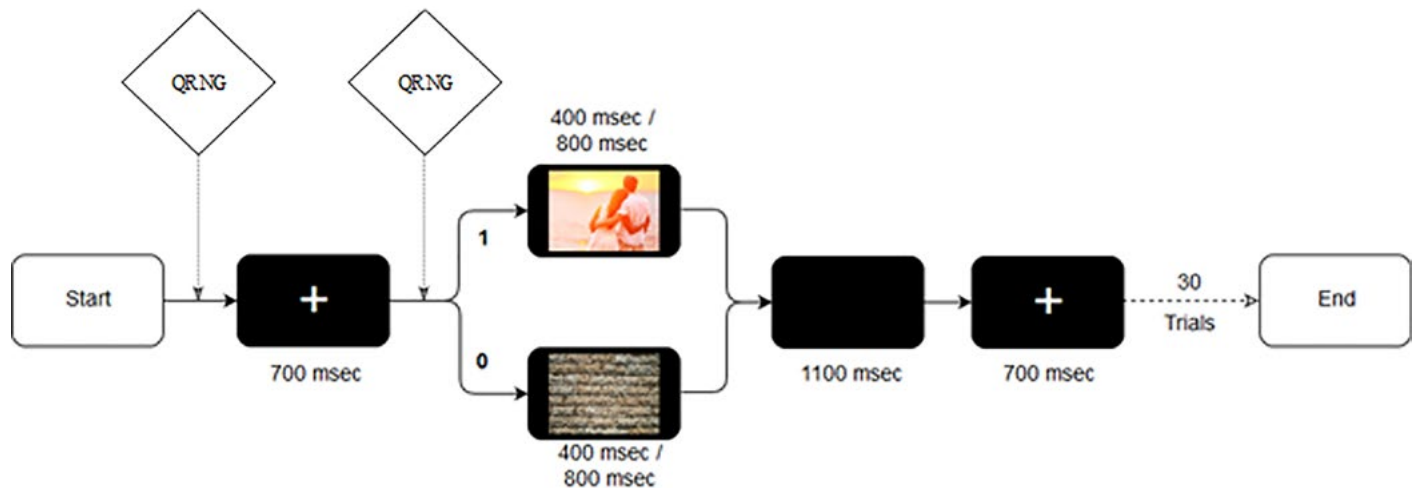 QRNG
QRNG
400 msec /
800 msec
1
Start
+
700 msec
0
400 msec /
800 msec
1100 msec
+
700 msec
30
Trials
End